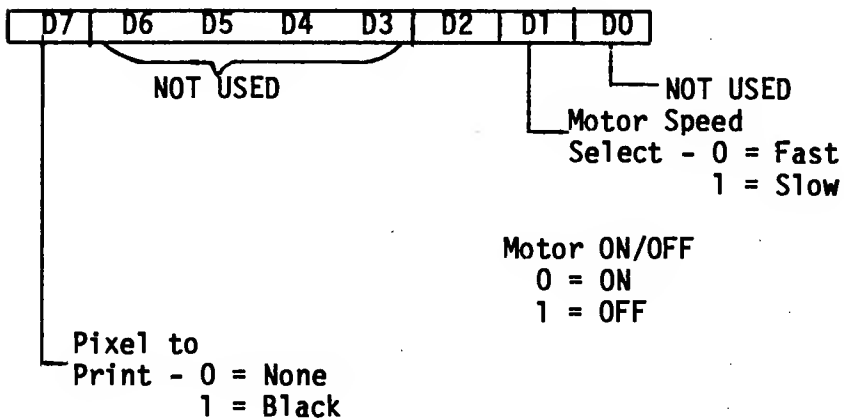 D7 D6 D5 D4 D3 D2 D1 D0
NOT USED
NOT USED
Motor Speed
Select - 0 = Fast
1 = Slow
Motor ON/OFF
0 = ON
1 = OFF
Pixel to
Print - 0 = None
1 = Black